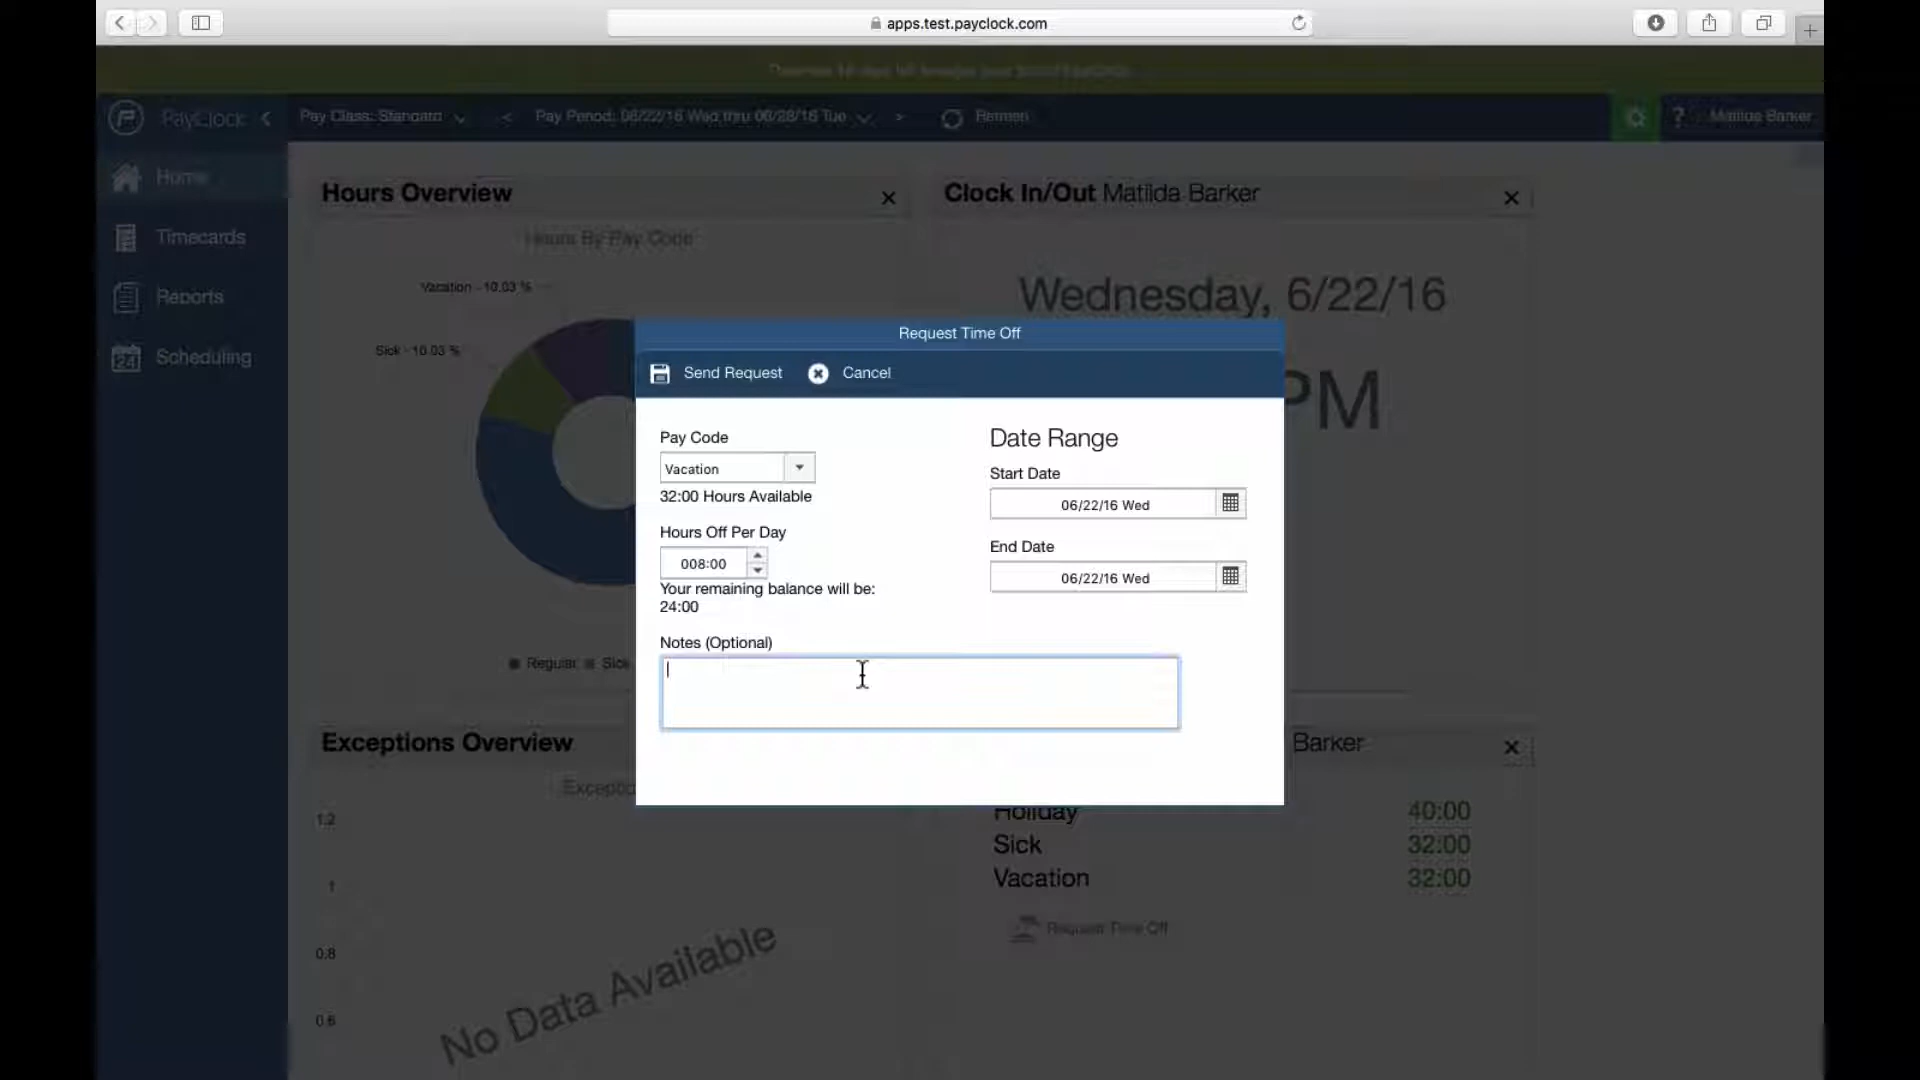 apps.test.payclock.com
PayClock
Pay Class: Standard
Pay Period: 06/22/16 Wed thru 06/28/16 Tue
Refresh
?
Matilda Barker
Home
Timecards
Reports
24
Scheduling
Hours Overview
Hours By Pay Code
Vacation - 10.03 %
Sick - 10.03 %
Regular
Sick
Clock In/Out Matilda Barker
Wednesday, 6/22/16
PM
Request Time Off
Send Request
Cancel
Pay Code
Vacation
32:00 Hours Available
Hours Off Per Day
008:00
Your remaining balance will be:
24:00
Notes (Optional)
Date Range
Start Date
06/22/16 Wed
End Date
06/22/16 Wed
Exceptions Overview
1.2
1
0.8
0.6
No Data Available
Barker
Holiday 40:00
Sick 32:00
Vacation 32:00
Request Time Off